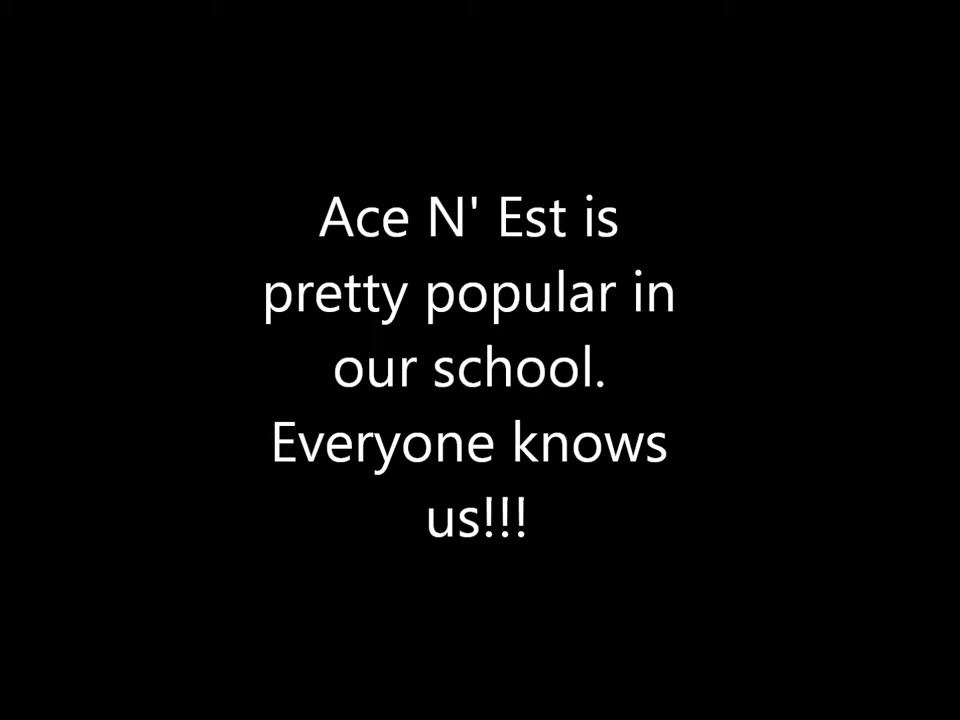 Ace N' Est is
pretty popular in
our school.
Everyone knows
us!!!